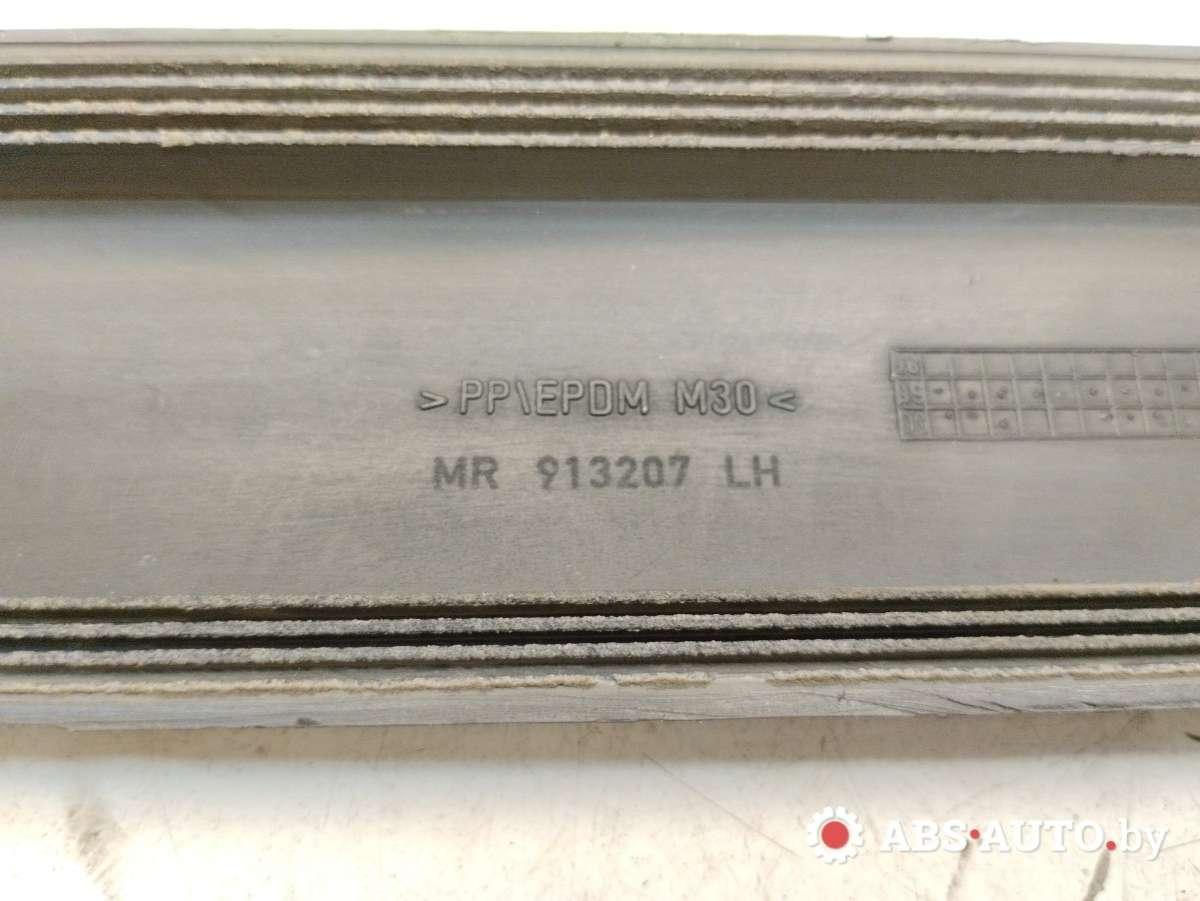 >PP\EPDM M30<
MR 913207 LH
ABS-AUTO.by